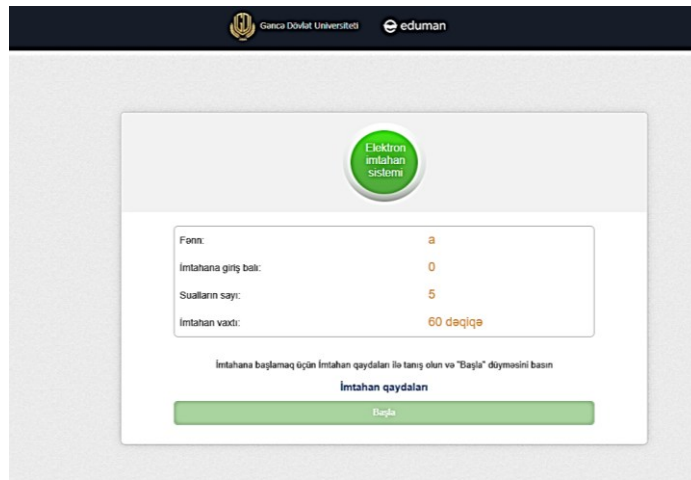 Gəncə Dövlət Universiteti eduman
Elektron
imtahan
sistemi
Fənn: a
İmtahana giriş balı: 0
Sualların sayı: 5
İmtahan vaxtı: 60 dəqiqə
İmtahana başlamaq üçün İmtahan qaydaları ilə tanış olun və "Başla" düyməsini basın
İmtahan qaydaları
Başla